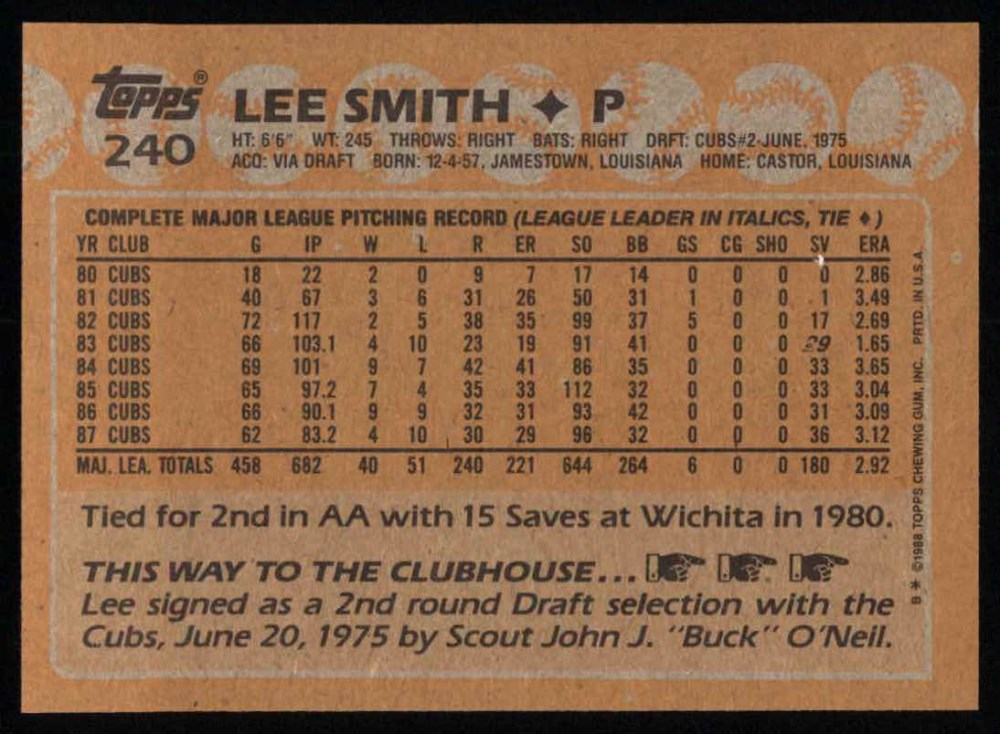 Topps® LEE SMITH ✦ P
240 HT: 6'6" WT: 245 THROWS: RIGHT BATS: RIGHT DRFT: CUBS#2-JUNE, 1975
ACQ: VIA DRAFT BORN: 12-4-57, JAMESTOWN, LOUISIANA HOME: CASTOR, LOUISIANA
COMPLETE MAJOR LEAGUE PITCHING RECORD (LEAGUE LEADER IN ITALICS, TIE ♦)
YR CLUB G IP W L R ER SO BB GS CG SHO SV ERA
80 CUBS 18 22 2 0 9 7 17 14 0 0 0 0 2.86
81 CUBS 40 67 3 6 31 26 50 31 1 0 0 1 3.49
82 CUBS 72 117 2 5 38 35 99 37 5 0 0 17 2.69
83 CUBS 66 103.1 4 10 23 19 91 41 0 0 0 29 1.65
84 CUBS 69 101 9 7 42 41 86 35 0 0 0 33 3.65
85 CUBS 65 97.2 7 4 35 33 112 32 0 0 0 33 3.04
86 CUBS 66 90.1 9 9 32 31 93 42 0 0 0 31 3.09
87 CUBS 62 83.2 4 10 30 29 96 32 0 0 0 36 3.12
MAJ. LEA. TOTALS 458 682 40 51 240 221 644 264 6 0 0 180 2.92
Tied for 2nd in AA with 15 Saves at Wichita in 1980.
THIS WAY TO THE CLUBHOUSE...
Lee signed as a 2nd round Draft selection with the
Cubs, June 20, 1975 by Scout John J. "Buck" O'Neil.
B * ©1988 TOPPS CHEWING GUM, INC. PRTD. IN U.S.A.